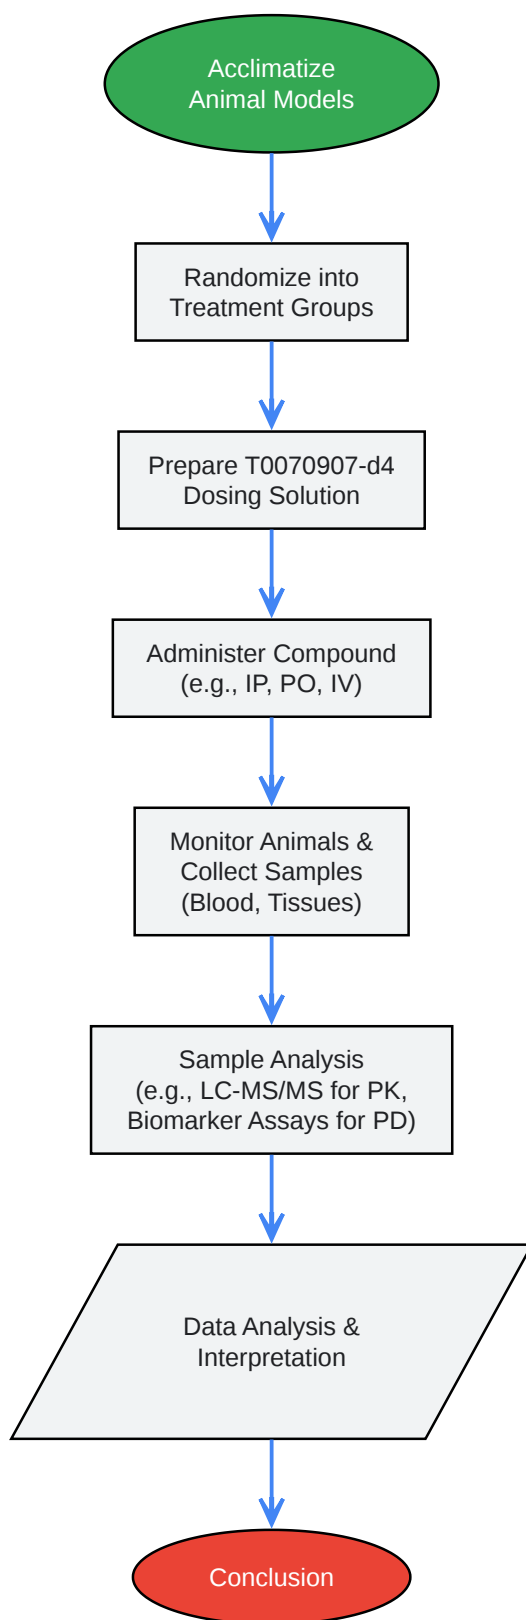 Acclimatize
Animal Models
Randomize into
Treatment Groups
Prepare T0070907-d4
Dosing Solution
Administer Compound
(e.g., IP, PO, IV)
Monitor Animals &
Collect Samples
(Blood, Tissues)
Sample Analysis
(e.g., LC-MS/MS for PK,
Biomarker Assays for PD)
Data Analysis &
Interpretation
Conclusion